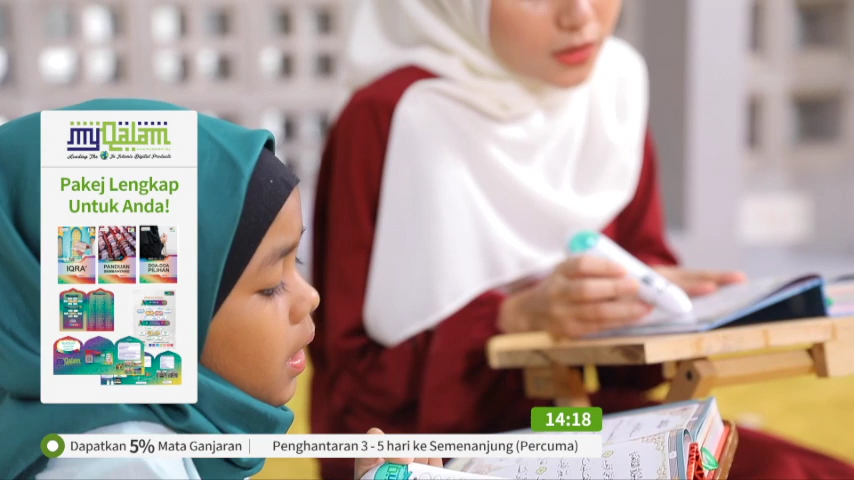 myQalam
Leading The In Islamic Digital Products
Pakej Lengkap
Untuk Anda!
IQRA'
PANDUAN
DOA-DOA
PILIHAN
14:18
Dapatkan 5% Mata Ganjaran | Penghantaran 3 - 5 hari ke Semenanjung (Percuma)